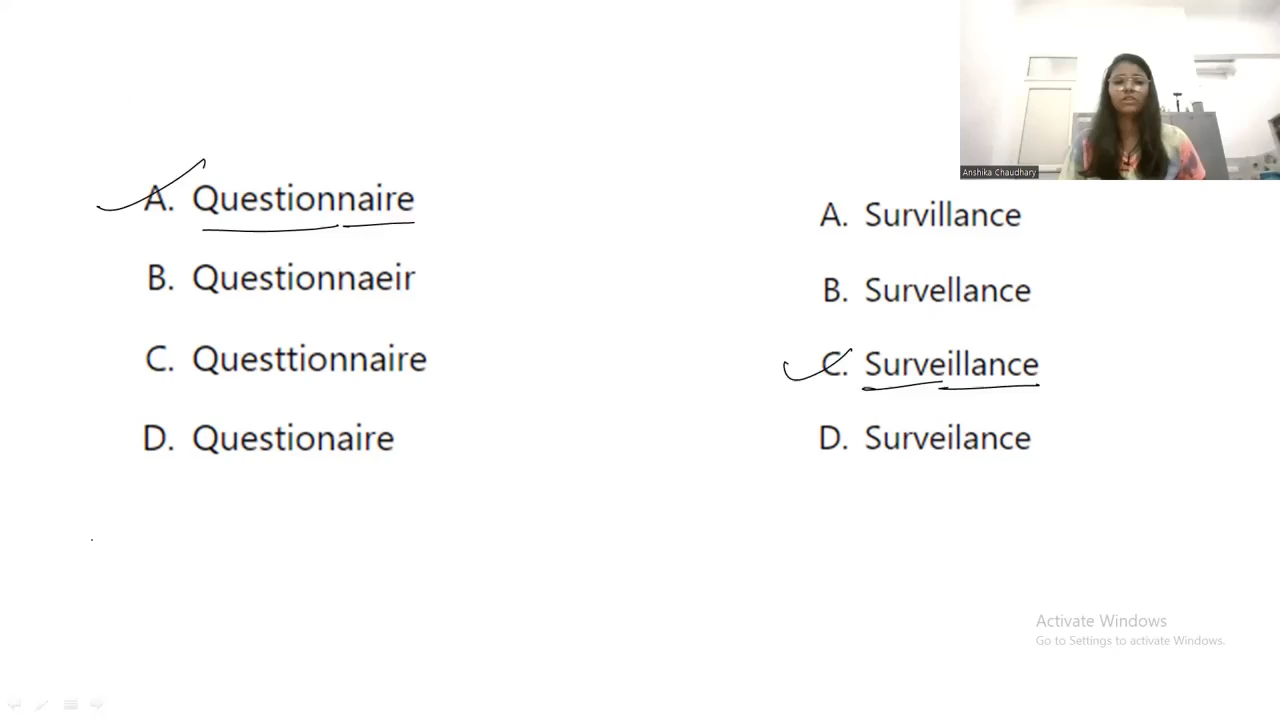 Anshika Chaudhary
A. Questionnaire
B. Questionnaeir
C. Questtionnaire
D. Questionaire
A. Survillance
B. Survellance
C. Surveillance
D. Surveilance
Activate Windows
Go to Settings to activate Windows.